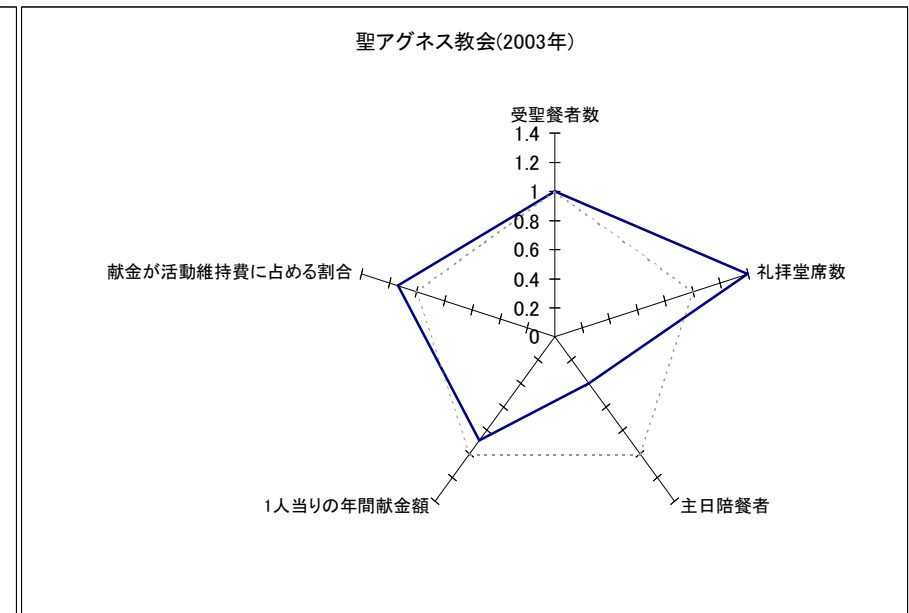 聖アグネス教会(2003年)
受聖餐者数
1.4
1.2
1
0.8
0.6
0.4
0.2
0
献金が活動維持費に占める割合
礼拝堂席数
1人当りの年間献金額
主日陪餐者